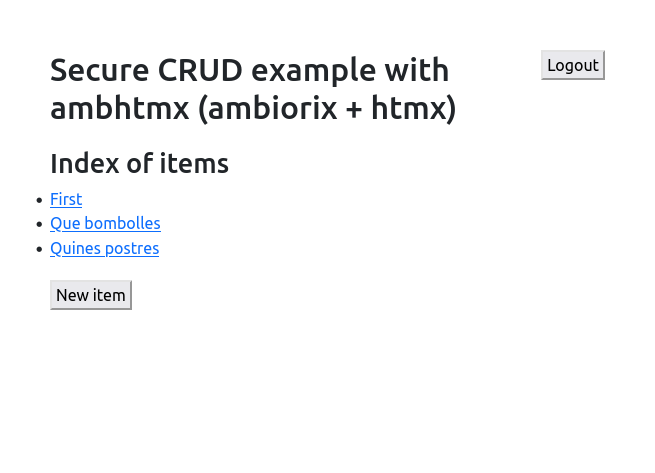 Secure CRUD example with
ambhtmx (ambiorix + htmx)
Logout
Index of items
First
Que bombolles
Quines postres
New item